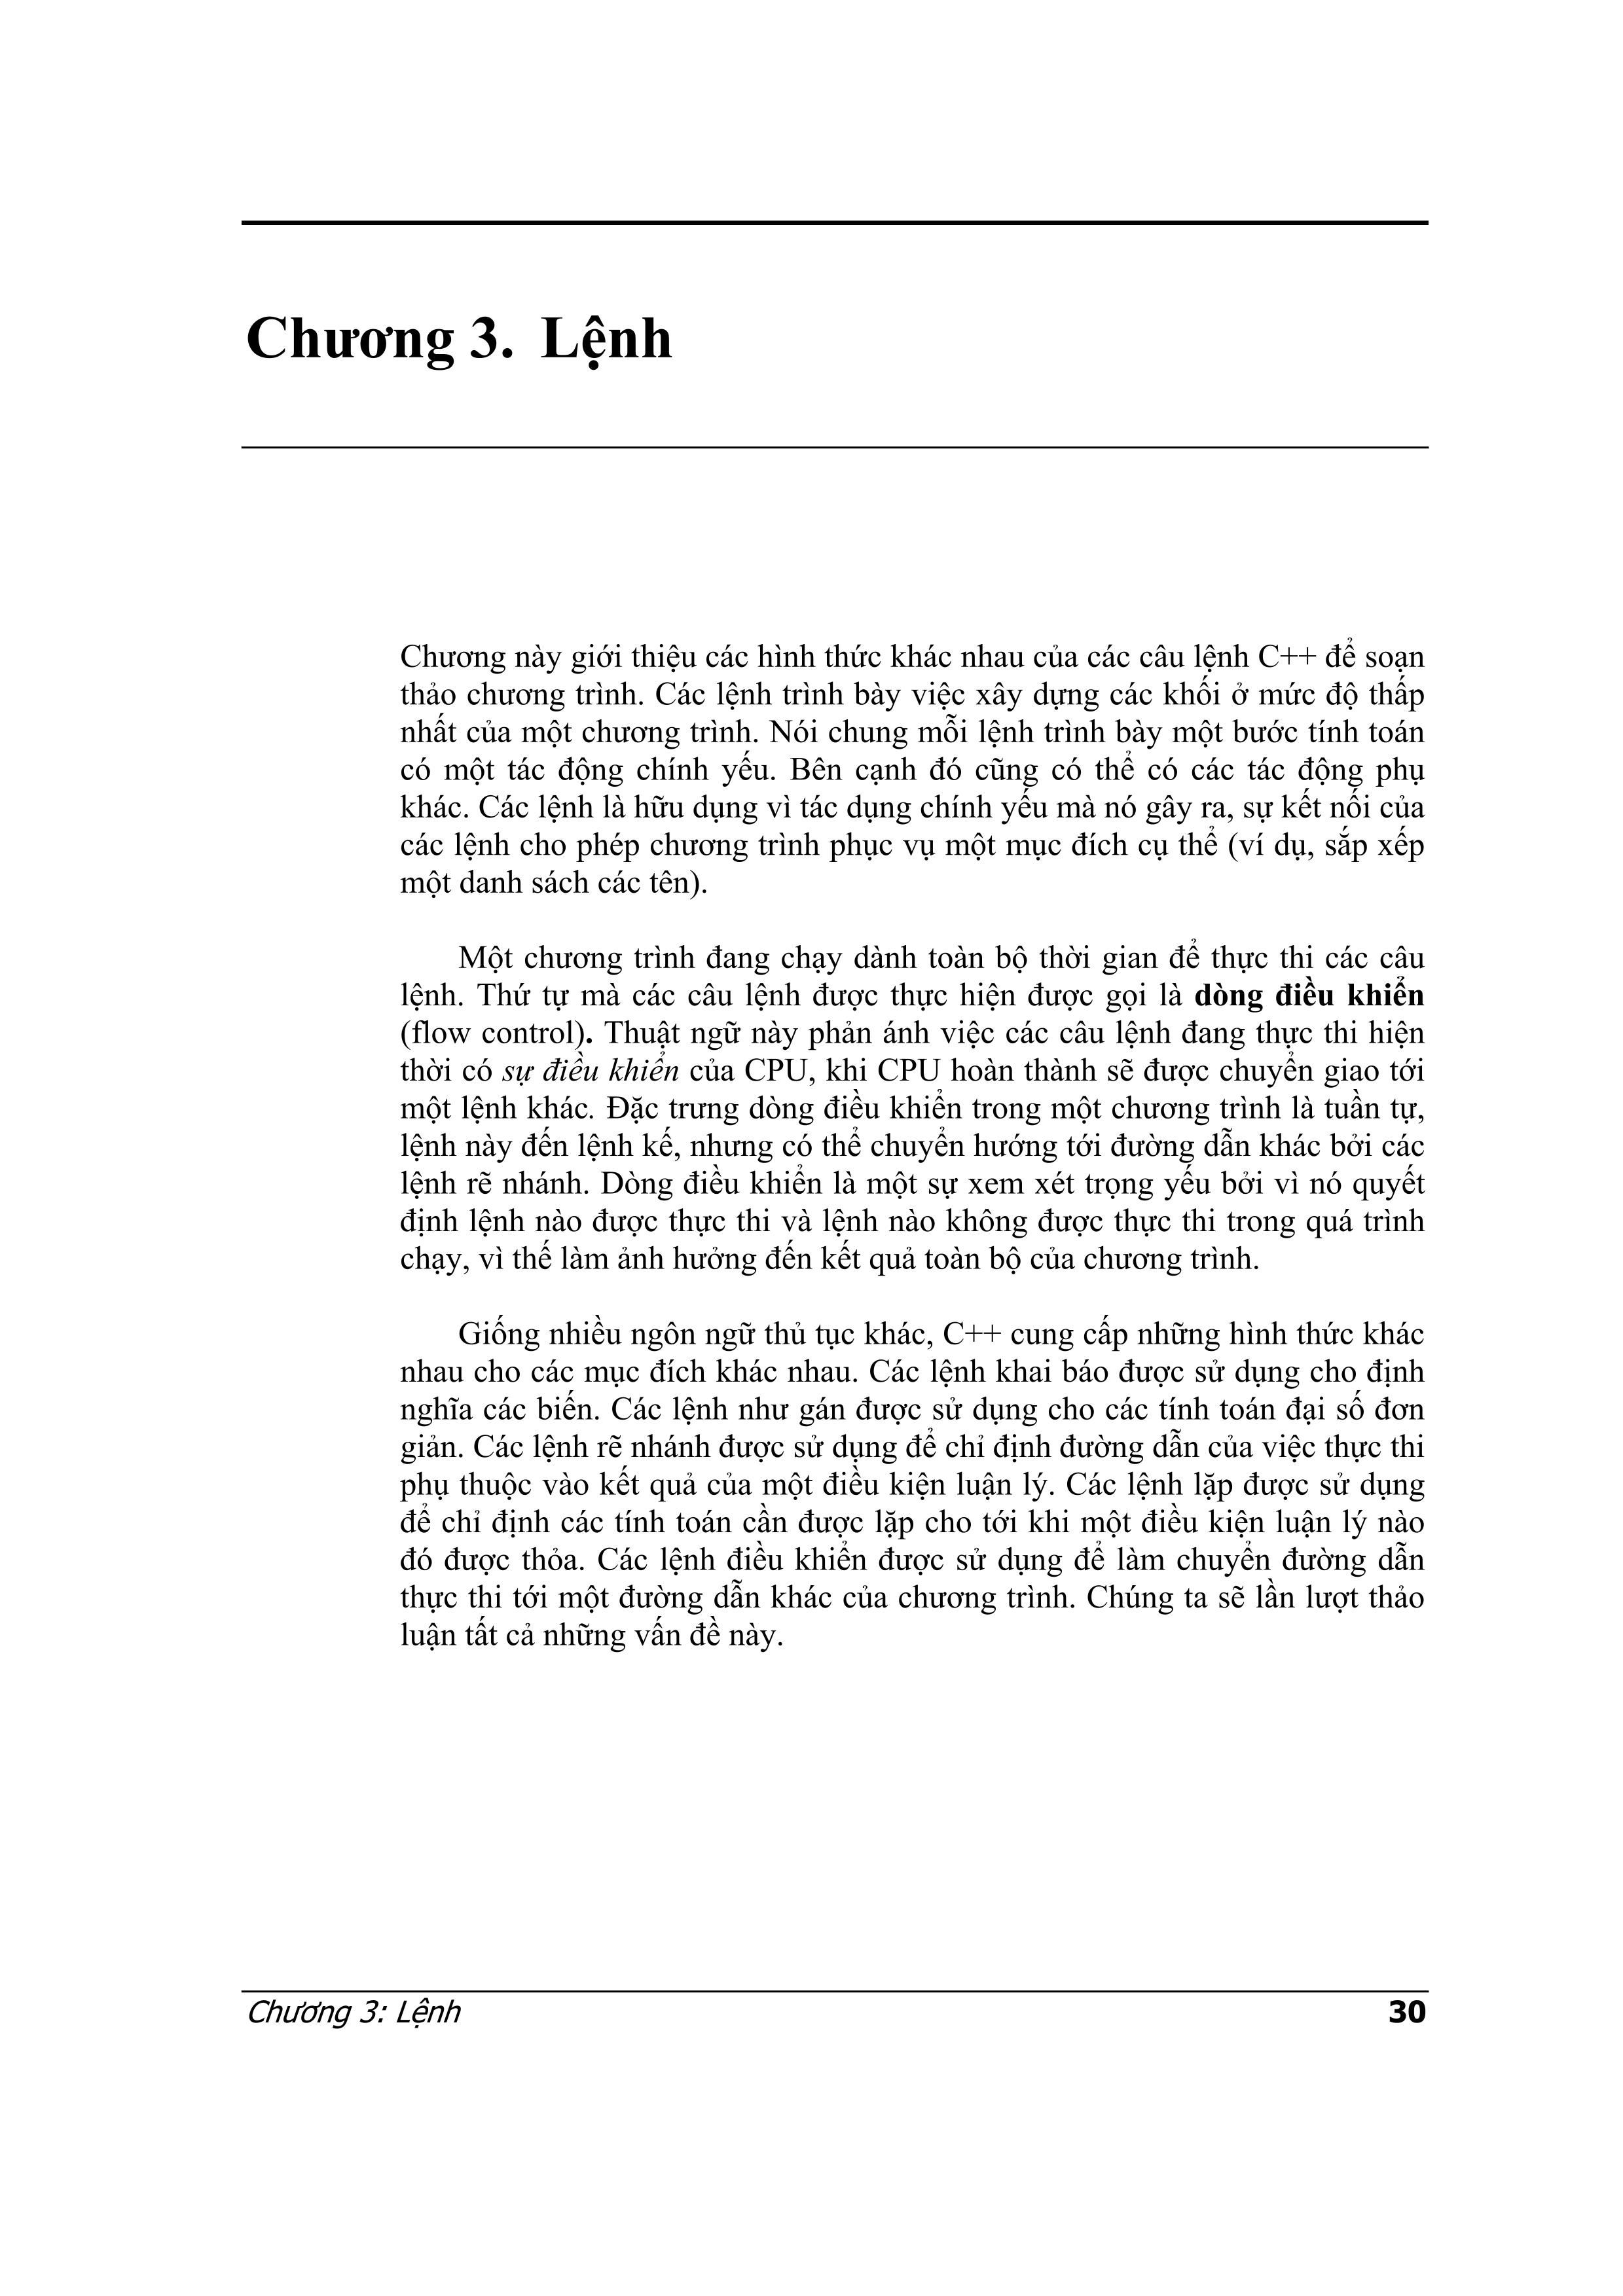 Chương 3. Lệnh
Chương này giới thiệu các hình thức khác nhau của các câu lệnh C++ để soạn
thảo chương trình. Các lệnh trình bày việc xây dựng các khối ở mức độ thấp
nhất của một chương trình. Nói chung mỗi lệnh trình bày một bước tính toán
có một tác động chính yếu. Bên cạnh đó cũng có thể có các tác động phụ
khác. Các lệnh là hữu dụng vì tác dụng chính yếu mà nó gây ra, sự kết nối của
các lệnh cho phép chương trình phục vụ một mục đích cụ thể (ví dụ, sắp xếp
một danh sách các tên).
Một chương trình đang chạy dành toàn bộ thời gian để thực thi các câu
lệnh. Thứ tự mà các câu lệnh được thực hiện được gọi là dòng điều khiển
(flow control). Thuật ngữ này phản ánh việc các câu lệnh đang thực thi hiện
thời có sự điều khiển của CPU, khi CPU hoàn thành sẽ được chuyển giao tới
một lệnh khác. Đặc trưng dòng điều khiển trong một chương trình là tuần tự,
lệnh này đến lệnh kế, nhưng có thể chuyển hướng tới đường dẫn khác bởi các
lệnh rẽ nhánh. Dòng điều khiển là một sự xem xét trọng yếu bởi vì nó quyết
định lệnh nào được thực thi và lệnh nào không được thực thi trong quá trình
chạy, vì thế làm ảnh hưởng đến kết quả toàn bộ của chương trình.
Giống nhiều ngôn ngữ thủ tục khác, C++ cung cấp những hình thức khác
nhau cho các mục đích khác nhau. Các lệnh khai báo được sử dụng cho định
nghĩa các biến. Các lệnh như gán được sử dụng cho các tính toán đại số đơn
giản. Các lệnh rẽ nhánh được sử dụng để chỉ định đường dẫn của việc thực thi
phụ thuộc vào kết quả của một điều kiện luận lý. Các lệnh lặp được sử dụng
để chỉ định các tính toán cần được lặp cho tới khi một điều kiện luận lý nào
đó được thỏa. Các lệnh điều khiển được sử dụng để làm chuyển đường dẫn
thực thi tới một đường dẫn khác của chương trình. Chúng ta sẽ lần lượt thảo
luận tất cả những vấn đề này.
Chương 3: Lệnh 30